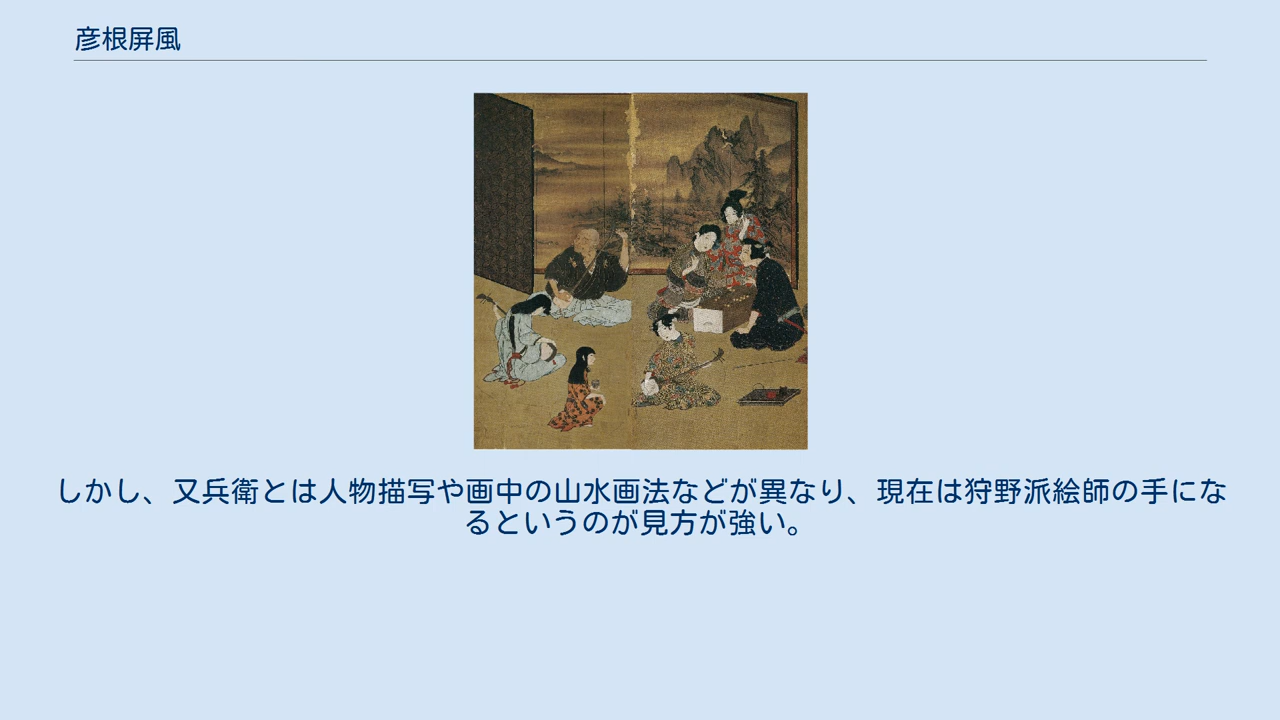 彦根屏風
しかし、又兵衛とは人物描写や画中の山水画法などが異なり、現在は狩野派絵師の手にな
るというのが見方が強い。